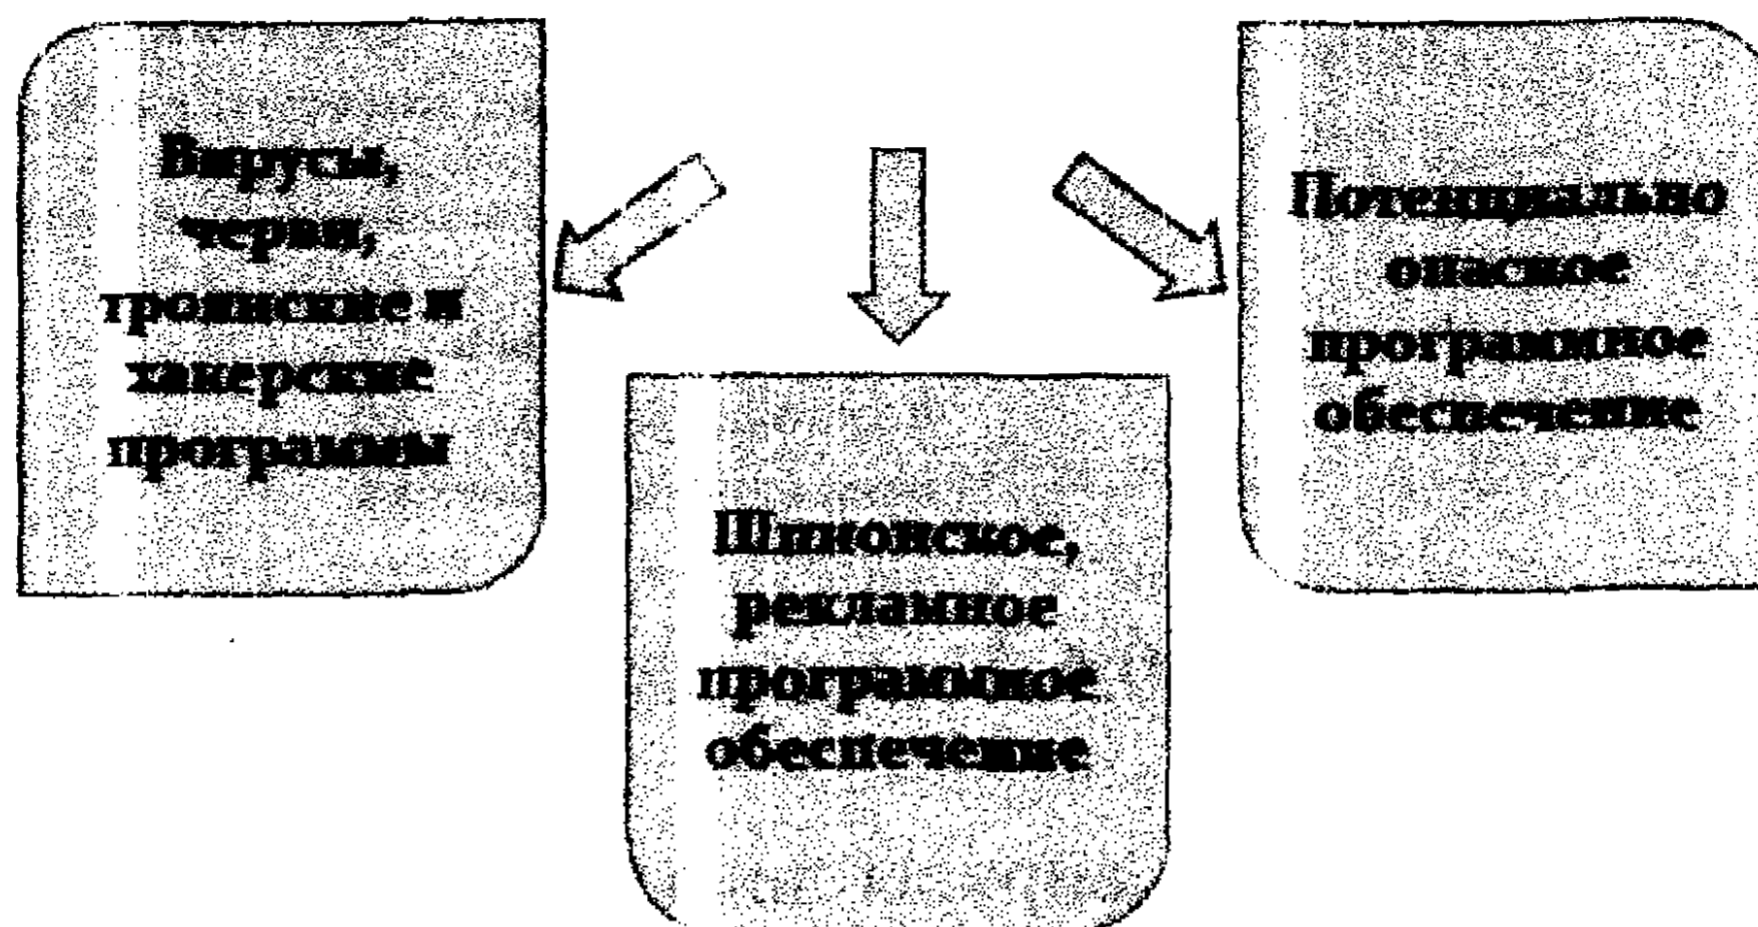 Вирусы,
черви,
троянские и
хакерские
программы
Шпионское,
рекламное
программное
обеспечение
Потенциально
опасное
программное
обеспечение